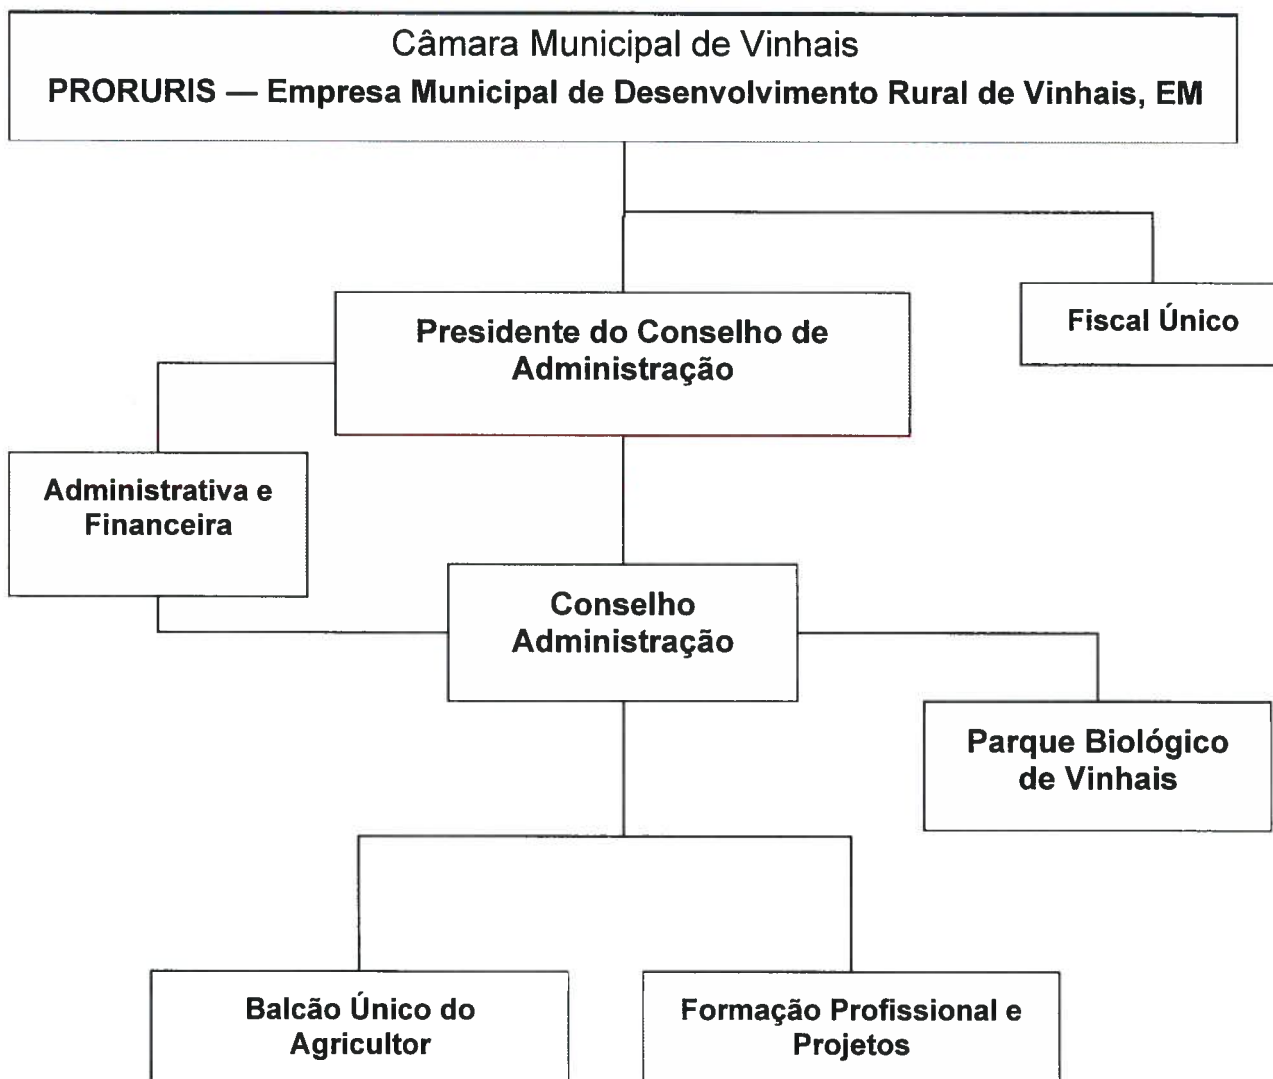 Câmara Municipal de Vinhais
PRORURIS — Empresa Municipal de Desenvolvimento Rural de Vinhais, EM
Fiscal Único
Presidente do Conselho de
Administração
Administrativa e
Financeira
Conselho
Administração
Parque Biológico
de Vinhais
Balcão Único do
Agricultor
Formação Profissional e
Projetos